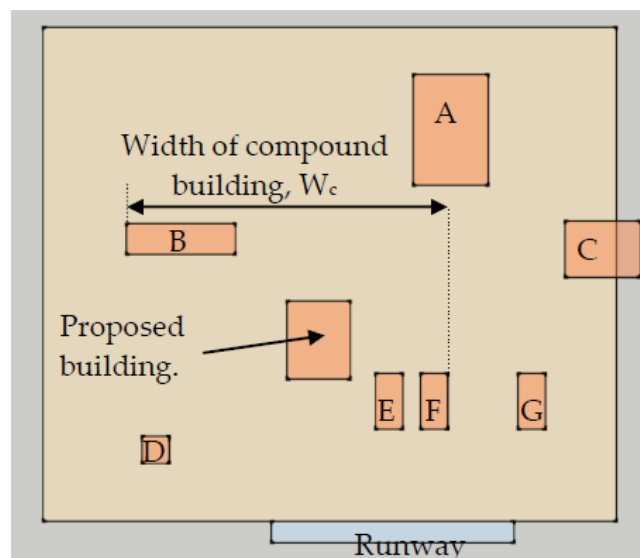 A
Width of compound
building, Wc
B
C
Proposed
building.
E
F
G
D
Runway